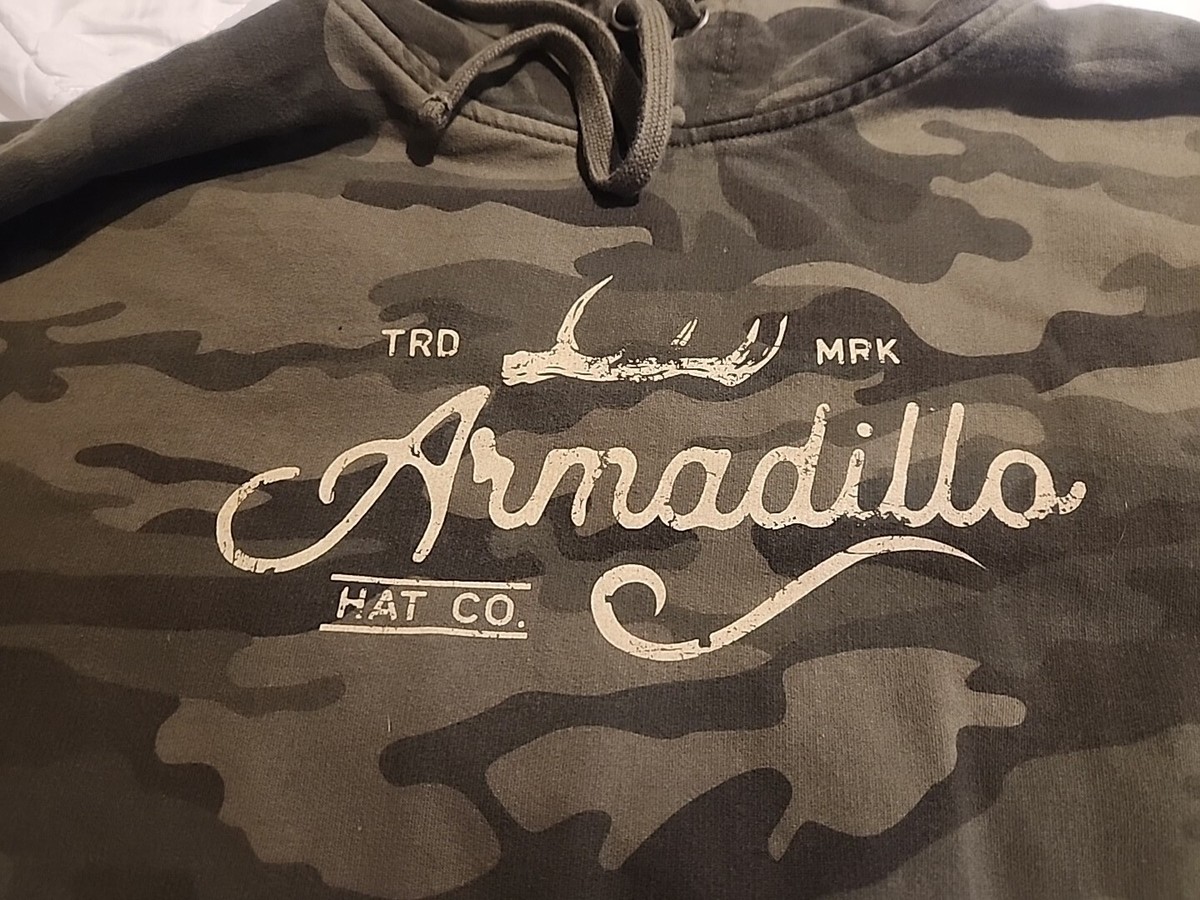 TRD MRK
Armadillo
HAT CO.